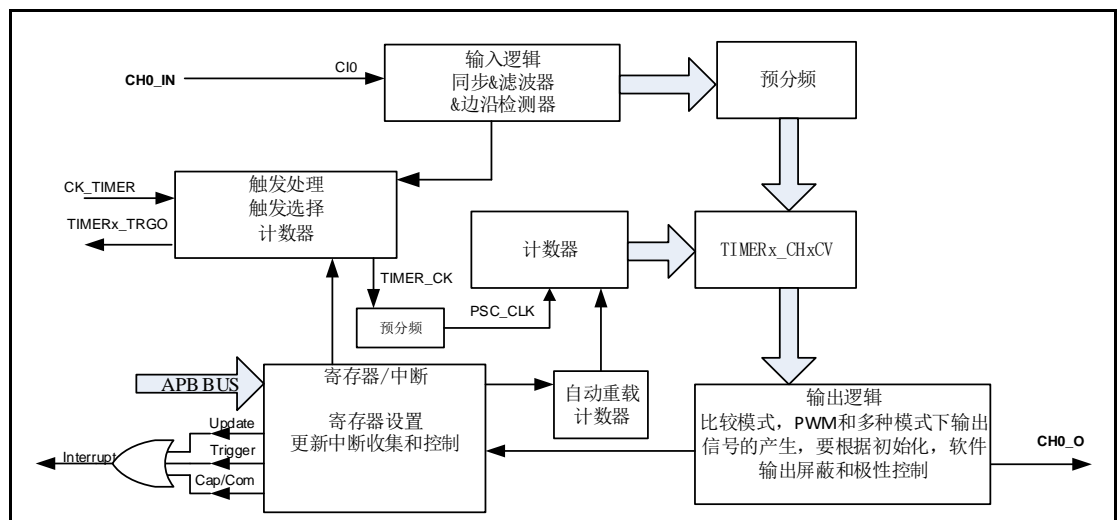 CH0_IN
CI0
输入逻辑
同步&滤波器
&边沿检测器
预分频
CK_TIMER
TIMERx_TRGO
触发处理
触发选择
计数器
TIMER_CK
预分频
PSC_CLK
计数器
TIMERx_CHxCV
APB BUS
寄存器/中断
寄存器设置
更新中断收集和控制
自动重载
计数器
输出逻辑
比较模式，PWM和多种模式下输出
信号的产生，要根据初始化，软件
输出屏蔽和极性控制
CH0_O
Update
Trigger
Cap/Com
Interrupt